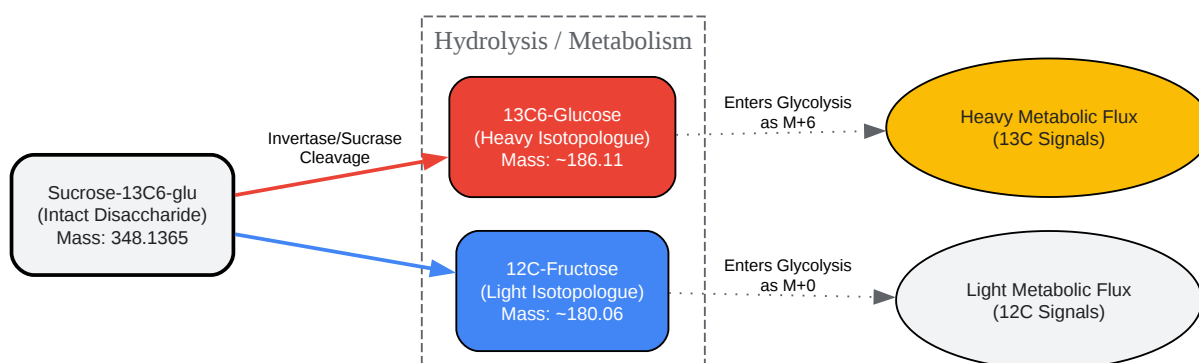 Hydrolysis / Metabolism
Sucrose-13C6-glu
(Intact Disaccharide)
Mass: 348.1365
Invertase/Sucrase
Cleavage
13C6-Glucose
(Heavy Isotopologue)
Mass: ~186.11
Enters Glycolysis
as M+6
Heavy Metabolic Flux
(13C Signals)
12C-Fructose
(Light Isotopologue)
Mass: ~180.06
Enters Glycolysis
as M+0
Light Metabolic Flux
(12C Signals)